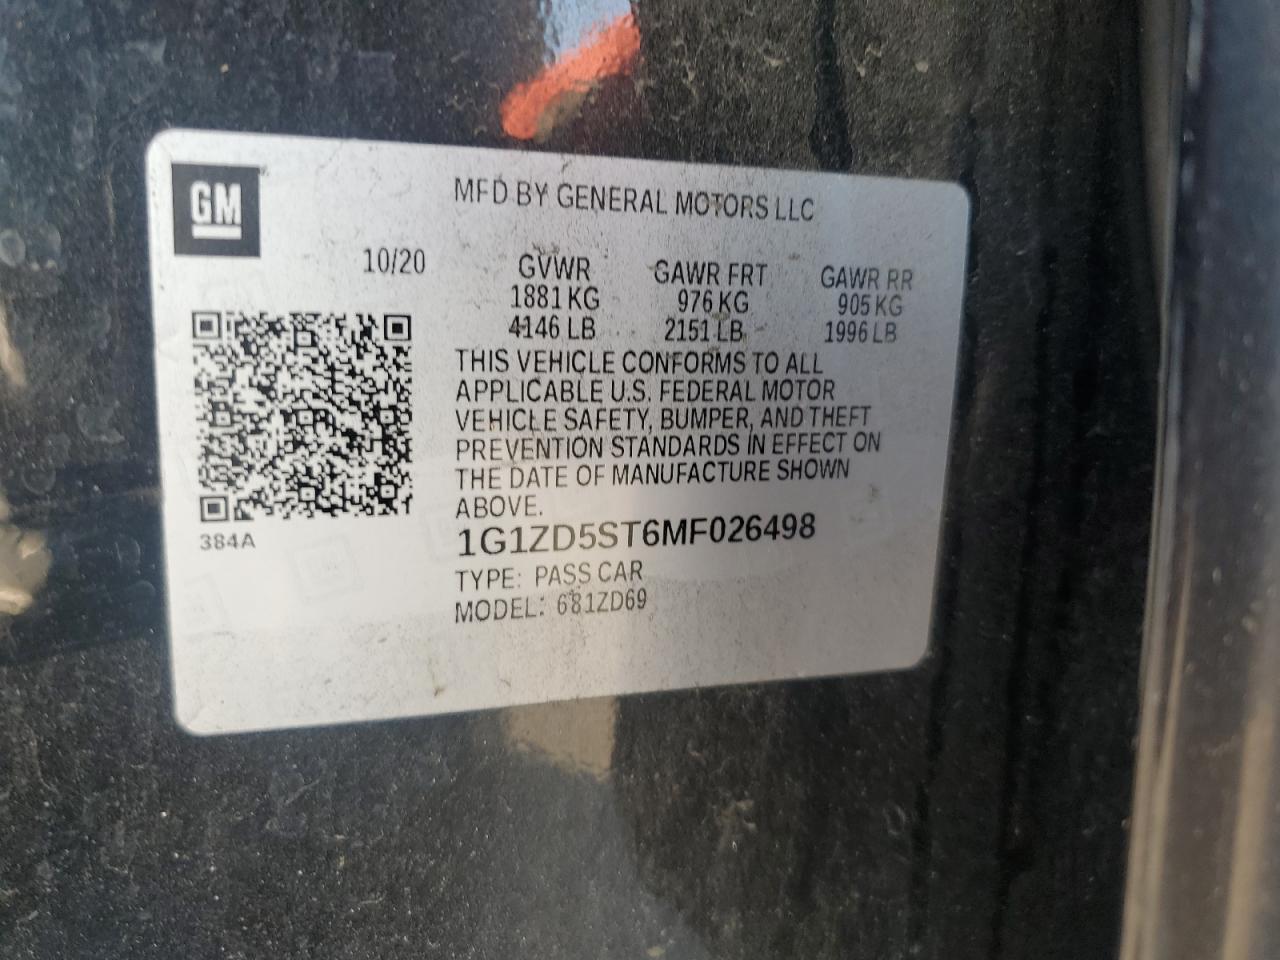 GM
MFD BY GENERAL MOTORS LLC
10/20
GVWR GAWR FRT GAWR RR
1881 KG 976 KG 905 KG
4146 LB 2151 LB 1996 LB
THIS VEHICLE CONFORMS TO ALL
APPLICABLE U.S. FEDERAL MOTOR
VEHICLE SAFETY, BUMPER, AND THEFT
PREVENTION STANDARDS IN EFFECT ON
THE DATE OF MANUFACTURE SHOWN
ABOVE.
384A
1G1ZD5ST6MF026498
TYPE: PASS CAR
MODEL: 681ZD69